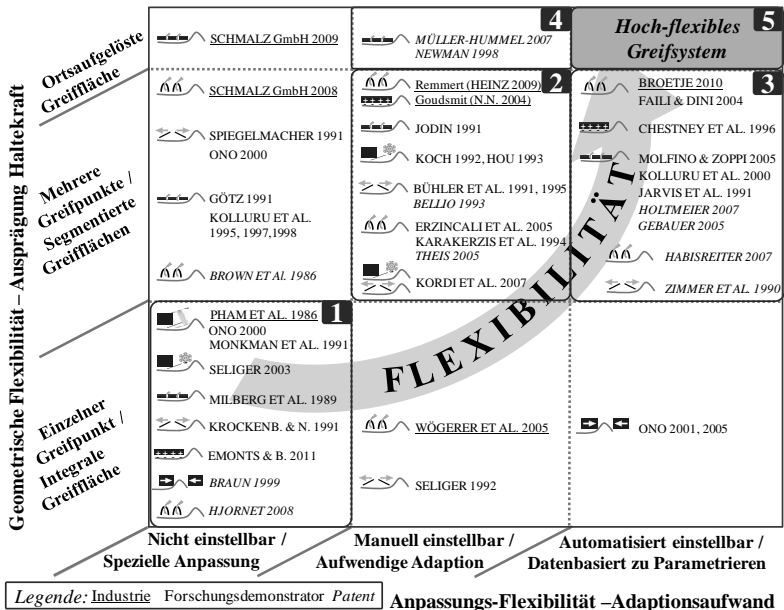 Geometrische Flexibilität – Ausprägung Haltekraft
Ortsaufgelöste
Greiffläche
SCHMALZ GmbH 2009
4
MÜLLER-HUMMEL 2007
NEWMAN 1998
5
Hoch-flexibles
Greifsystem
Mehrere
Greifpunkte /
Segmentierte
Greifflächen
SCHMALZ GmbH 2008
SPIEGELMACHER 1991
ONO 2000
GÖTZ 1991
KOLLURU ET AL.
1995, 1997,1998
BROWN ET Al. 1986
2
Remmert (HEINZ 2009)
Goudsmit (N.N. 2004)
JODIN 1991
KOCH 1992, HOU 1993
BÜHLER ET AL. 1991, 1995
BELLIO 1993
ERZINCALI ET AL. 2005
KARAKERZIS ET AL. 1994
THEIS 2005
KORDI ET AL. 2007
3
BROETJE 2010
FAILI & DINI 2004
CHESTNEY ET AL. 1996
MOLFINO & ZOPPI 2005
KOLLURU ET AL. 2000
JARVIS ET AL. 1991
HOLTMEIER 2007
GEBAUER 2005
HABISREITER 2007
ZIMMER ET AL. 1990
FLEXIBILITÄT
Einzelner
Greifpunkt /
Integrale
Greiffläche
1
PHAM ET AL. 1986
ONO 2000
MONKMAN ET AL. 1991
SELIGER 2003
MILBERG ET AL. 1989
KROCKENB. & N. 1991
EMONTS & B. 2011
BRAUN 1999
HJORNET 2008
WÖGERER ET AL. 2005
SELIGER 1992
ONO 2001, 2005
Nicht einstellbar /
Spezielle Anpassung
Manuell einstellbar /
Aufwendige Adaption
Automatisiert einstellbar /
Datenbasiert zu Parametrieren
Legende: Industrie Forschungsdemonstrator Patent
Anpassungs-Flexibilität –Adaptionsaufwand